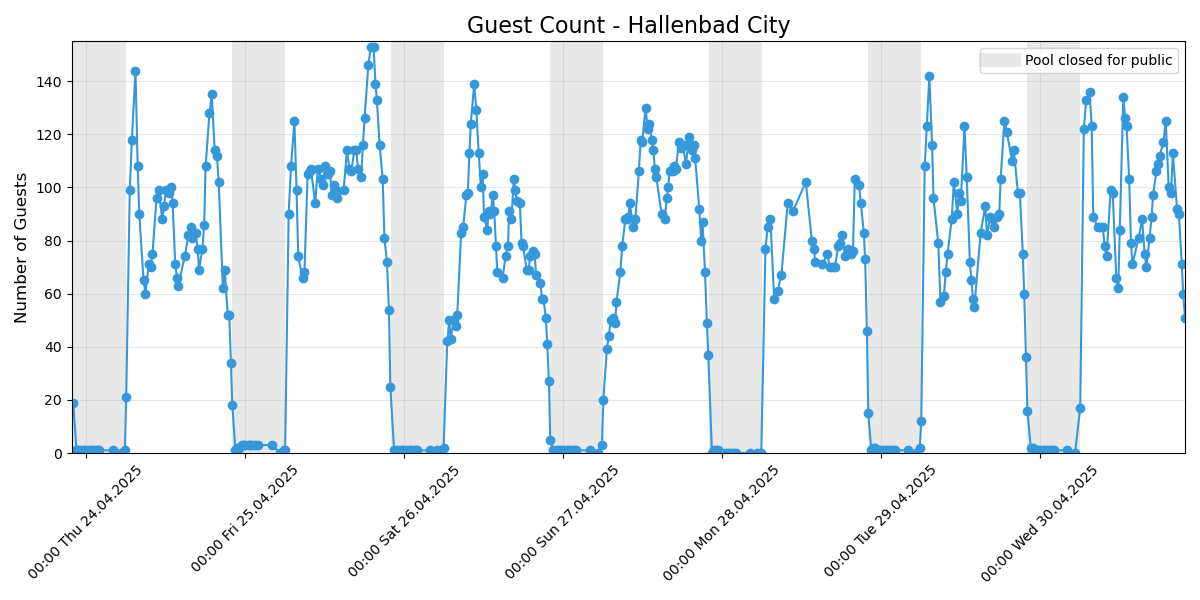 Guest Count - Hallenbad City
Pool closed for public
Number of Guests
140
120
100
80
60
40
20
0
00:00 Thu 24.04.2025
00:00 Fri 25.04.2025
00:00 Sat 26.04.2025
00:00 Sun 27.04.2025
00:00 Mon 28.04.2025
00:00 Tue 29.04.2025
00:00 Wed 30.04.2025